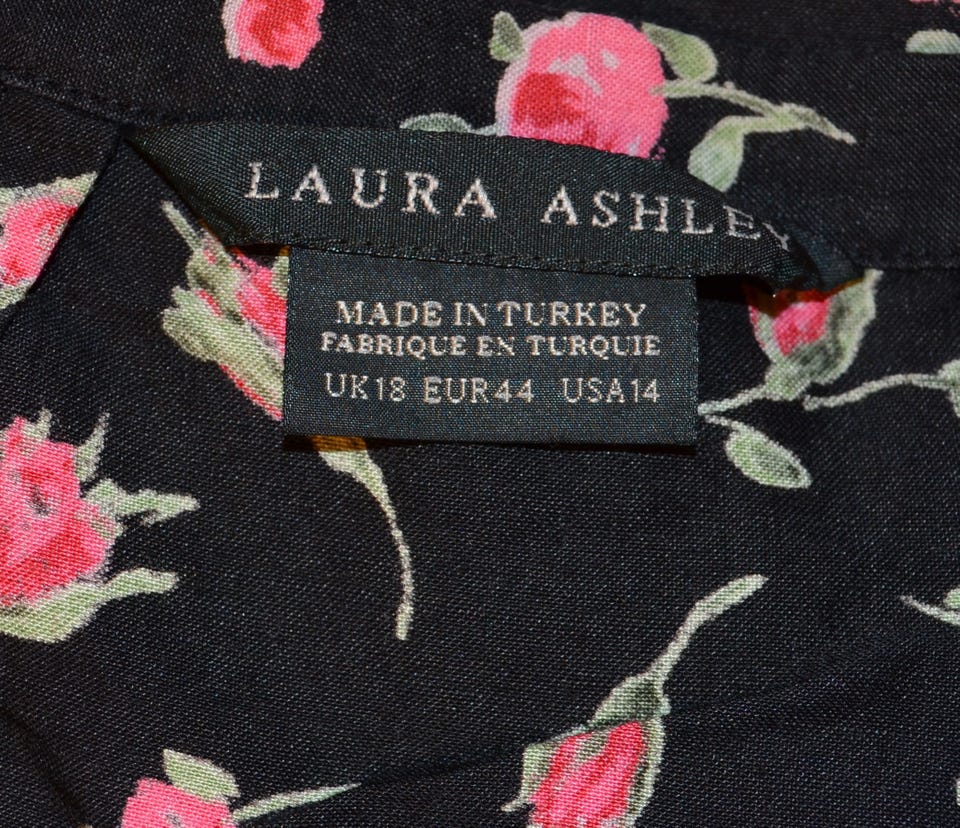 LAURA ASHLEY
MADE IN TURKEY
FABRIQUE EN TURQUIE
UK18 EUR44 USA14